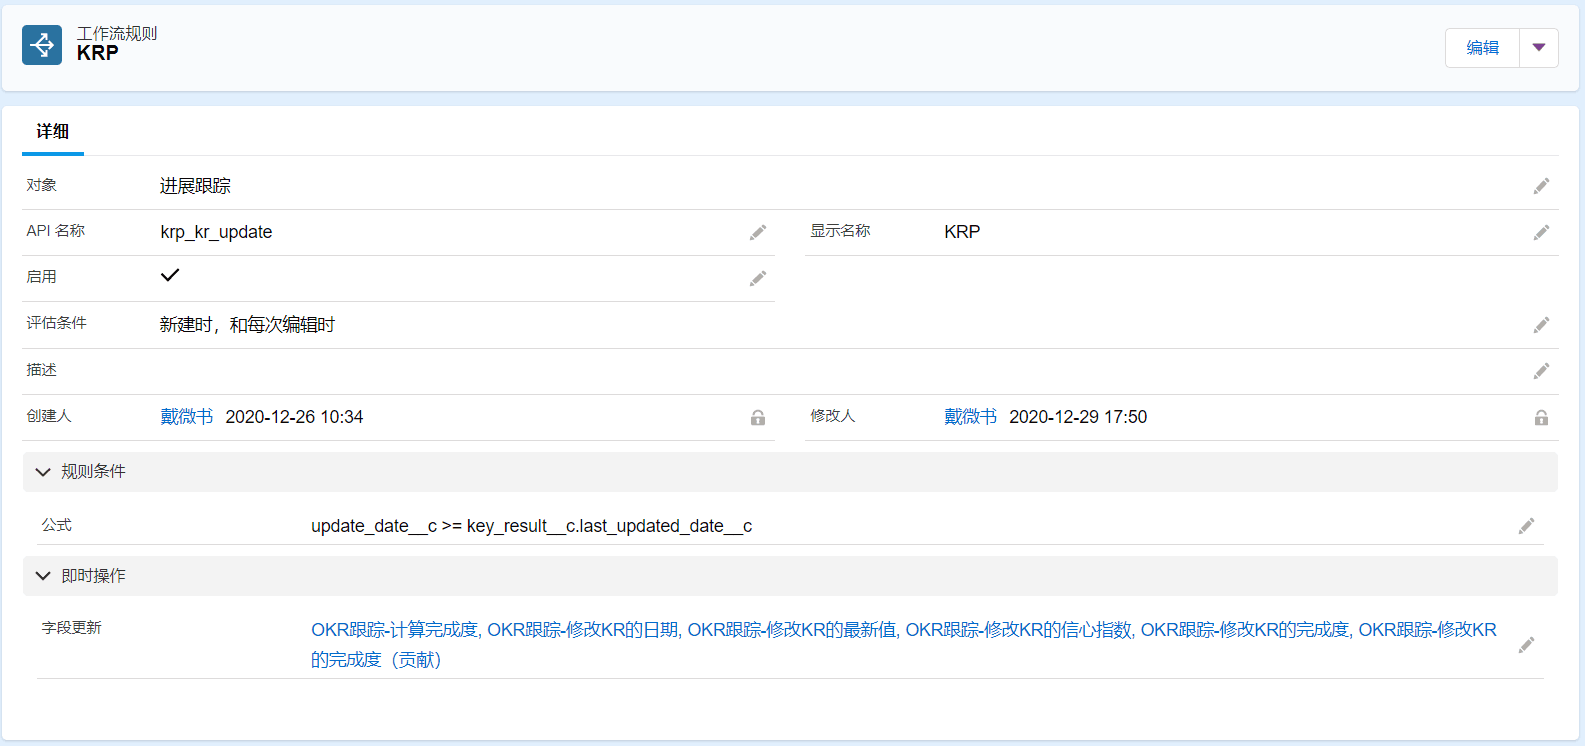 工作流规则
KRP
编辑
详细
对象 进展跟踪
API 名称 krp_kr_update 显示名称 KRP
启用
评估条件 新建时，和每次编辑时
描述
创建人 戴微书 2020-12-26 10:34 修改人 戴微书 2020-12-29 17:50
规则条件
公式 update_date__c >= key_result__c.last_updated_date__c
即时操作
字段更新 OKR跟踪-计算完成度, OKR跟踪-修改KR的日期, OKR跟踪-修改KR的最新值, OKR跟踪-修改KR的信心指数, OKR跟踪-修改KR的完成度, OKR跟踪-修改KR
的完成度（贡献）